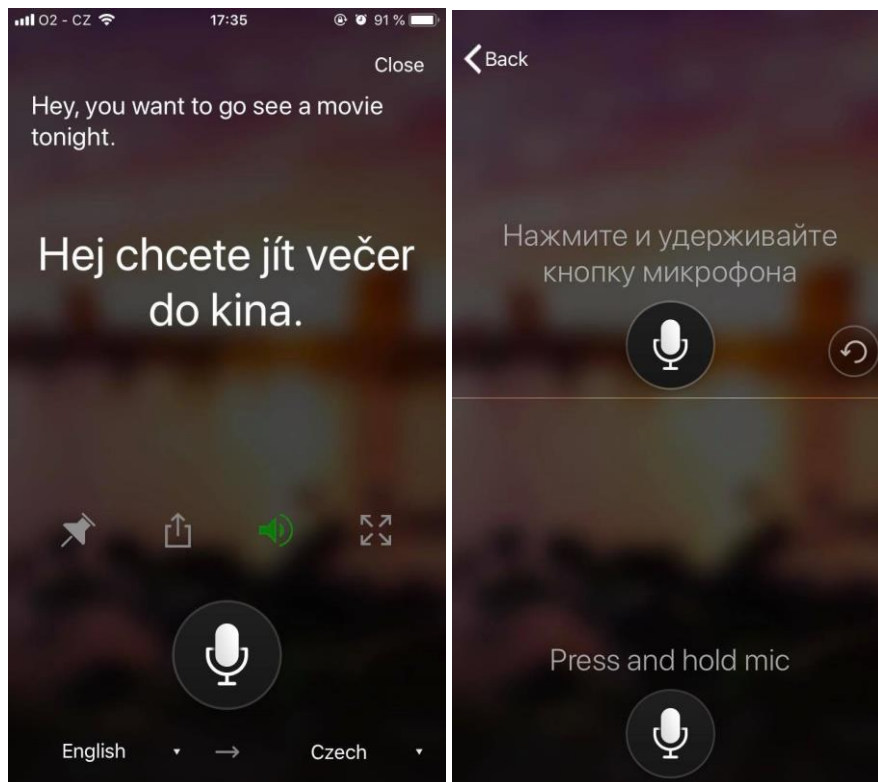 O2 - CZ 17:35 91 %
Close
Hey, you want to go see a movie
tonight.
Hej chcete jít večer
do kina.
English → Czech
Back
Нажмите и удерживайте
кнопку микрофона
Press and hold mic